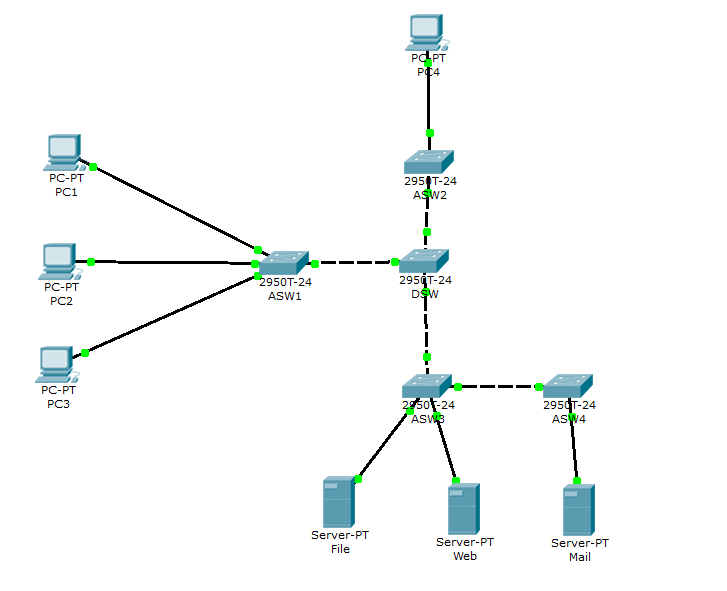 PC-PT
PC4
PC-PT
PC1
2950T-24
ASW2
PC-PT
PC2
2950T-24
ASW1
2950T-24
DSW
PC-PT
PC3
2950T-24
ASW3
2950T-24
ASW4
Server-PT
File
Server-PT
Web
Server-PT
Mail